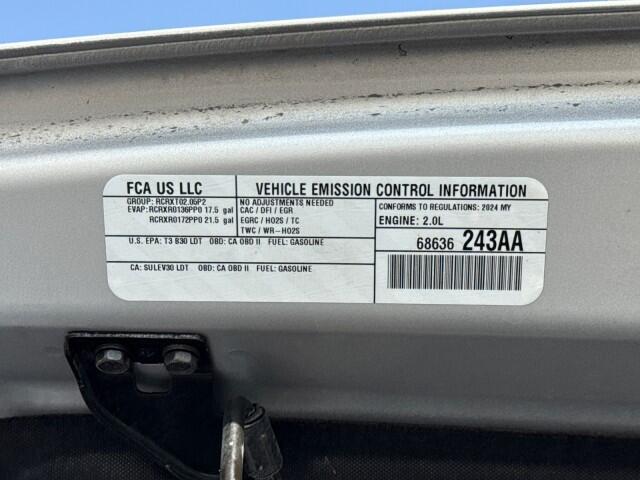 FCA US LLC
VEHICLE EMISSION CONTROL INFORMATION
GROUP: RCRXT02.05P2
EVAP: RCRXR0136PP0 17.5 gal
RCRXR0172PP0 21.5 gal
NO ADJUSTMENTS NEEDED
CAC / DFI / EGR
EGRC / HO2S / TC
TWC / WR-HO2S
CONFORMS TO REGULATIONS: 2024 MY
ENGINE: 2.0L
U.S. EPA: T3 B30 LDT OBD: CA OBD II FUEL: GASOLINE
CA: SULEV30 LDT OBD: CA OBD II FUEL: GASOLINE
68636 243AA